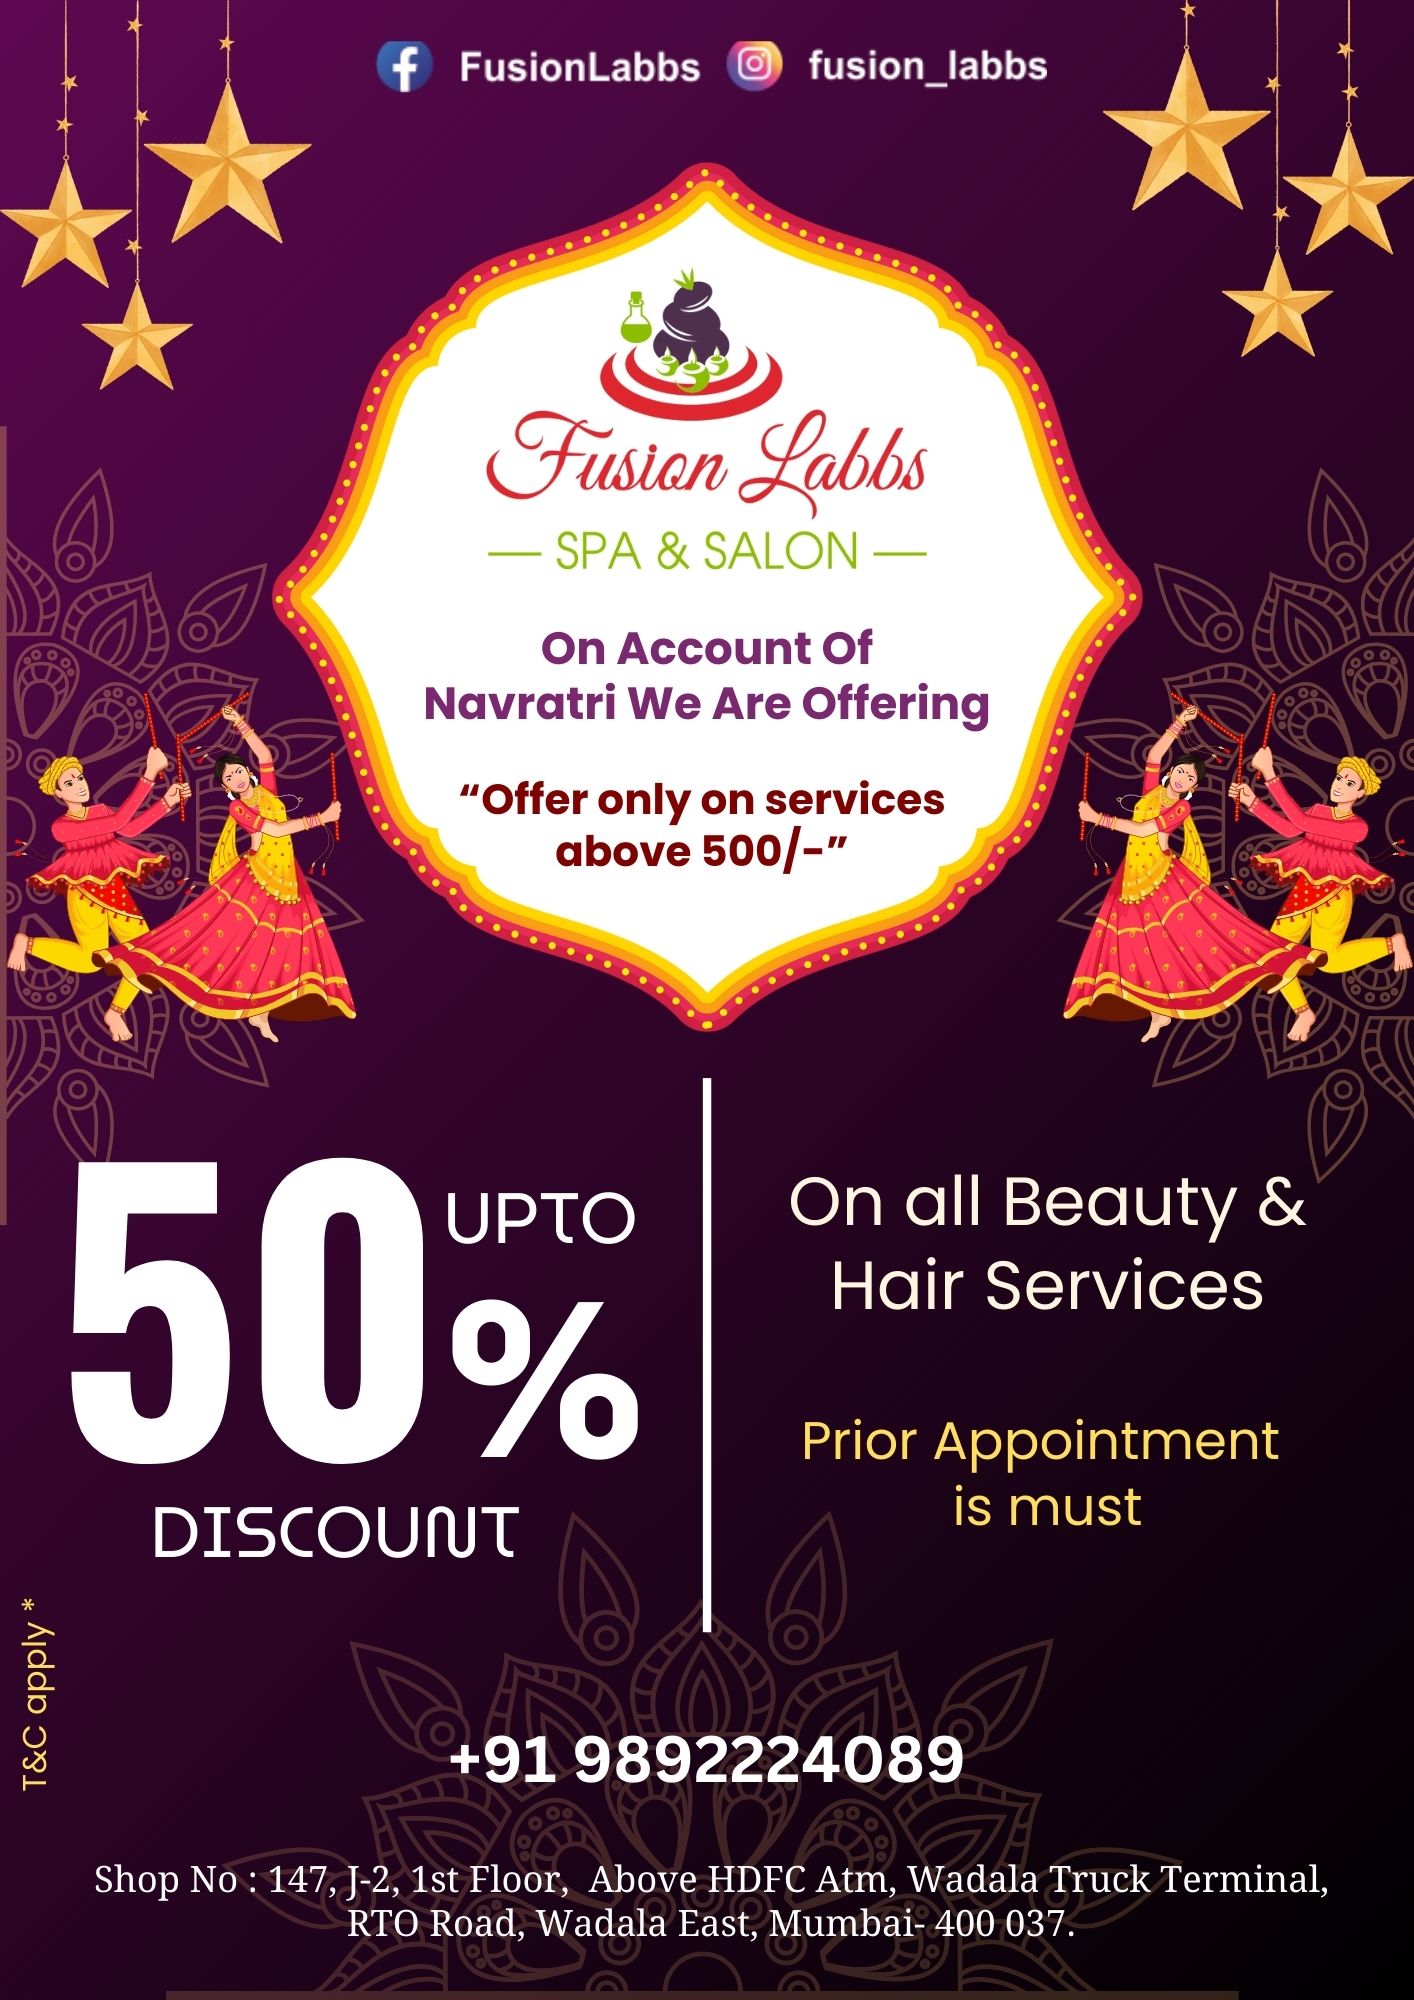 FusionLabbs fusion_labbs
Fusion Labbs
SPA & SALON
On Account Of
Navratri We Are Offering
“Offer only on services
above 500/-”
50 UPTO
%
DISCOUNT
On all Beauty &
Hair Services
Prior Appointment
is must
T&C apply *
+91 9892224089
Shop No : 147, J-2, 1st Floor, Above HDFC Atm, Wadala Truck Terminal,
RTO Road, Wadala East, Mumbai- 400 037.